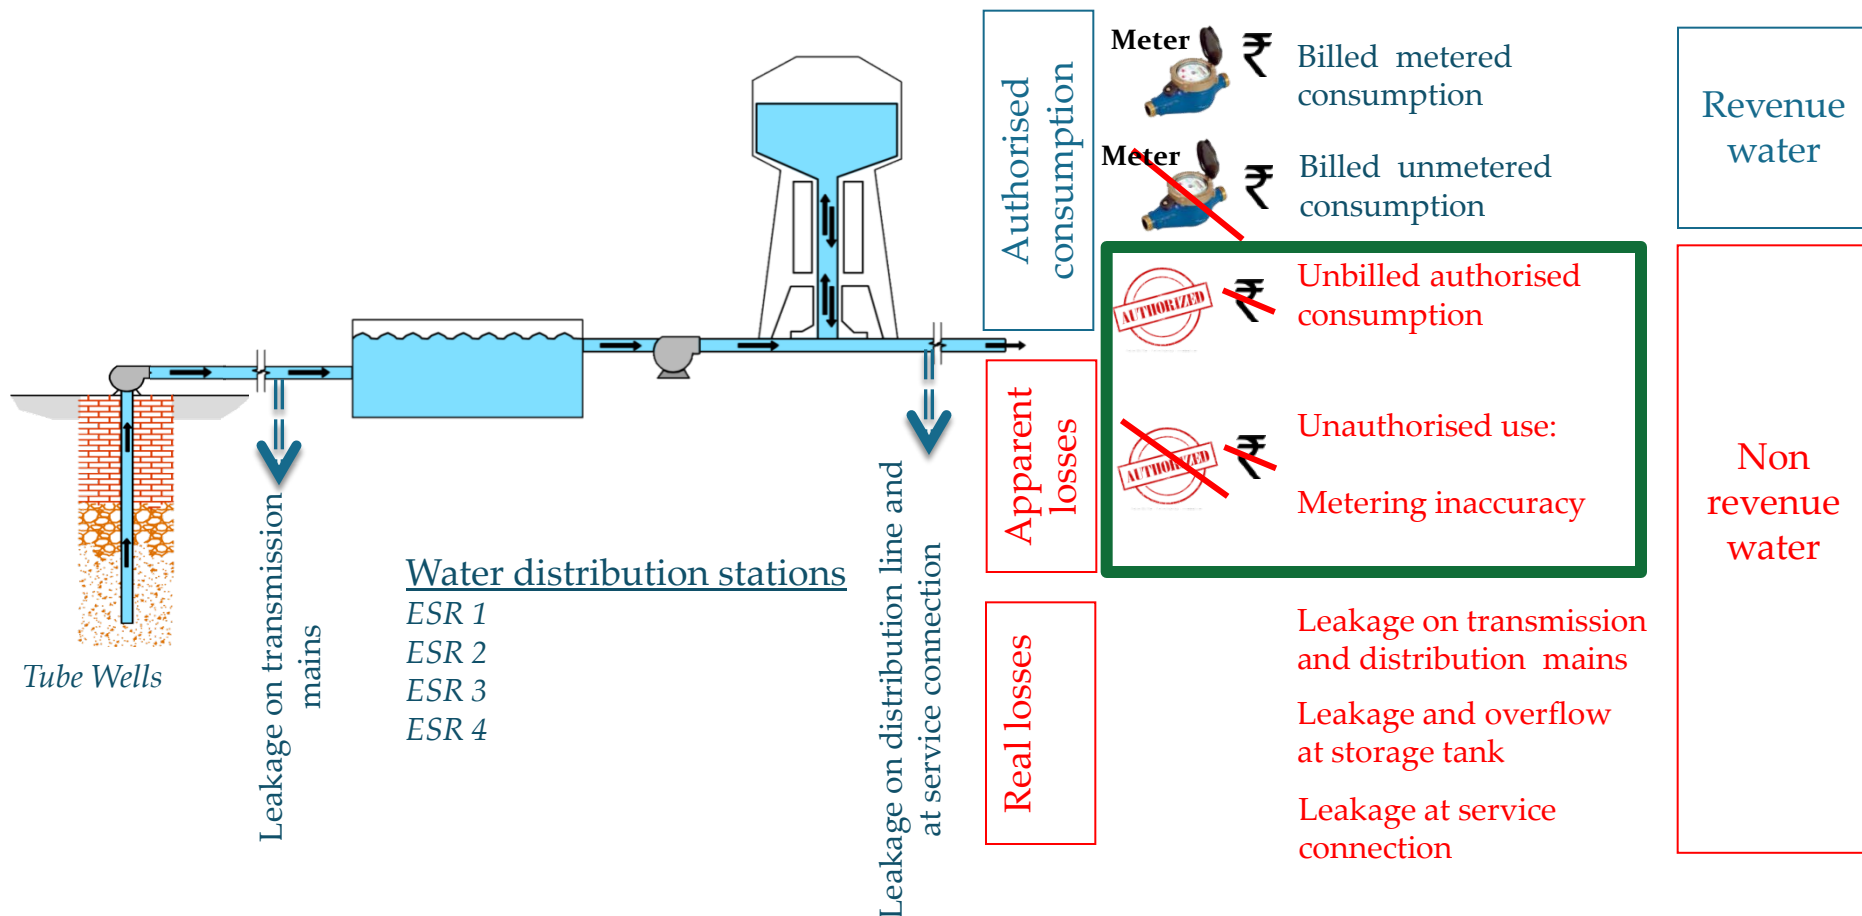 Meter
₹
Billed metered
consumption
Meter
₹
Billed unmetered
consumption
Authorised
consumption
Revenue
water
AUTHORIZED
₹
Unbilled authorised
consumption
AUTHORIZED
₹
Unauthorised use:
Metering inaccuracy
Apparent
losses
Non
revenue
water
Tube Wells
Leakage on transmission
mains
Water distribution stations
ESR 1
ESR 2
ESR 3
ESR 4
Leakage on distribution line and
at service connection
Real losses
Leakage on transmission
and distribution mains
Leakage and overflow
at storage tank
Leakage at service
connection